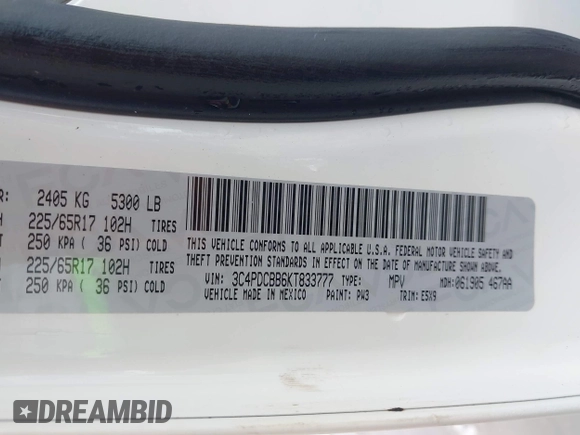 R: 2405 KG 5300 LB
225/65R17 102H TIRES
250 KPA ( 36 PSI) COLD
225/65R17 102H TIRES
250 KPA ( 36 PSI) COLD
THIS VEHICLE CONFORMS TO ALL APPLICABLE U.S.A. FEDERAL MOTOR VEHICLE SAFETY AND
THEFT PREVENTION STANDARDS IN EFFECT ON THE DATE OF MANUFACTURE SHOWN ABOVE.
VIN: 3C4PDCBB6KT833777 TYPE: MPV MDH: 061905 467AA
VEHICLE MADE IN MEXICO PAINT: PW3 TRIM: E5X9
DREAMBID